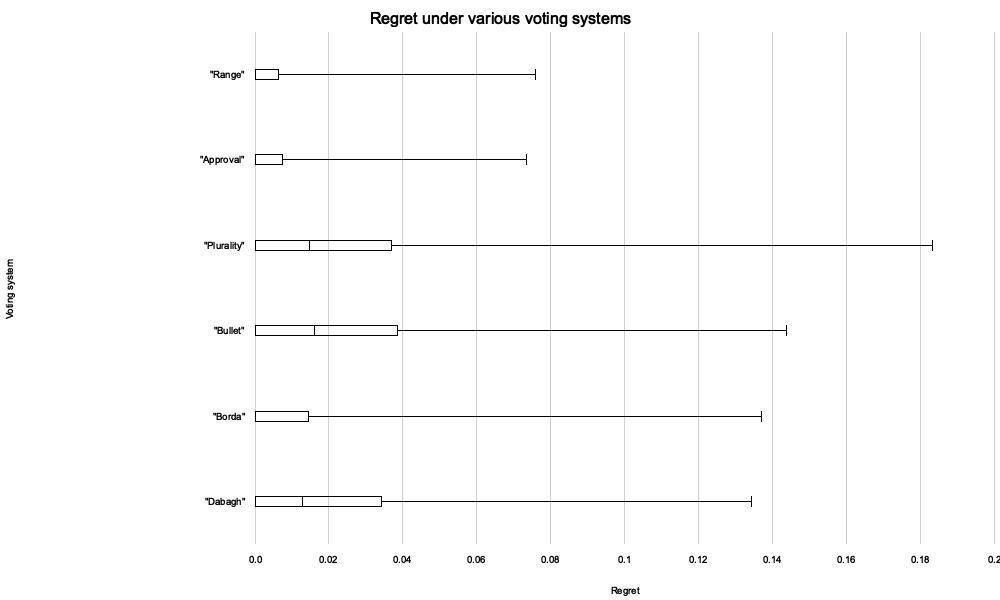 Regret under various voting systems
"Range"
"Approval"
"Plurality"
Voting system
"Bullet"
"Borda"
"Dabagh"
0.0 0.02 0.04 0.06 0.08 0.1 0.12 0.14 0.16 0.18 0.2
Regret